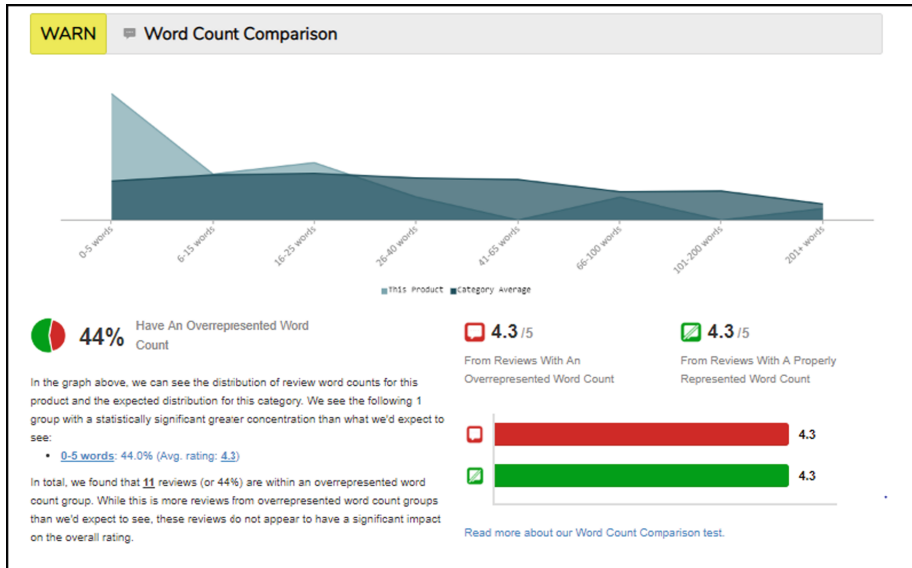 WARN Word Count Comparison
0-5 words
6-15 words
16-25 words
26-40 words
41-65 words
66-100 words
101-200 words
201+ words
This Product Category Average
44% Have An Overrepresented Word
Count
In the graph above, we can see the distribution of review word counts for this
product and the expected distribution for this category. We see the following 1
group with a statistically significant greater concentration than what we'd expect to
see:
• 0-5 words: 44.0% (Avg. rating: 4.3)
In total, we found that 11 reviews (or 44%) are within an overrepresented word
count group. While this is more reviews from overrepresented word count groups
than we'd expect to see, these reviews do not appear to have a significant impact
on the overall rating.
4.3 /5
From Reviews With An
Overrepresented Word Count
4.3 /5
From Reviews With A Properly
Represented Word Count
4.3
4.3
Read more about our Word Count Comparison test.